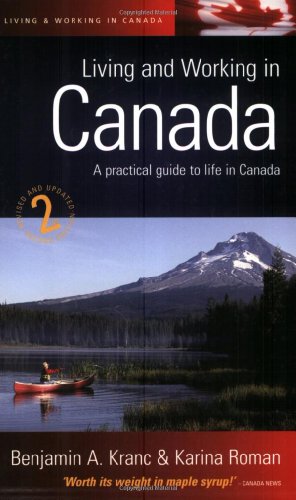 LIVING & WORKING IN CANADA
Living and Working in
Canada
A practical guide to life in Canada
REVISED AND UPDATED
2
Benjamin A. Kranc & Karina Roman
'Worth its weight in maple syrup!' – CANADA NEWS